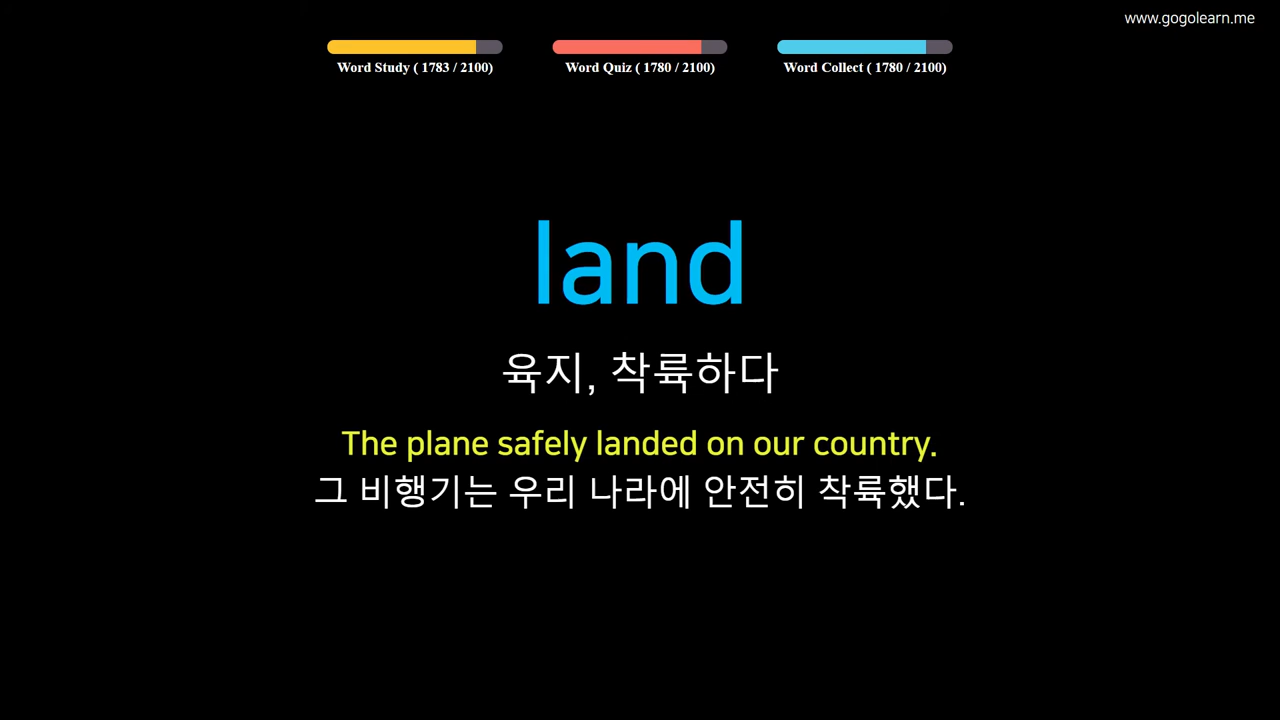 www.gogolearn.me
Word Study ( 1783 / 2100)
Word Quiz ( 1780 / 2100)
Word Collect ( 1780 / 2100)
land
육지, 착륙하다
The plane safely landed on our country.
그 비행기는 우리 나라에 안전히 착륙했다.